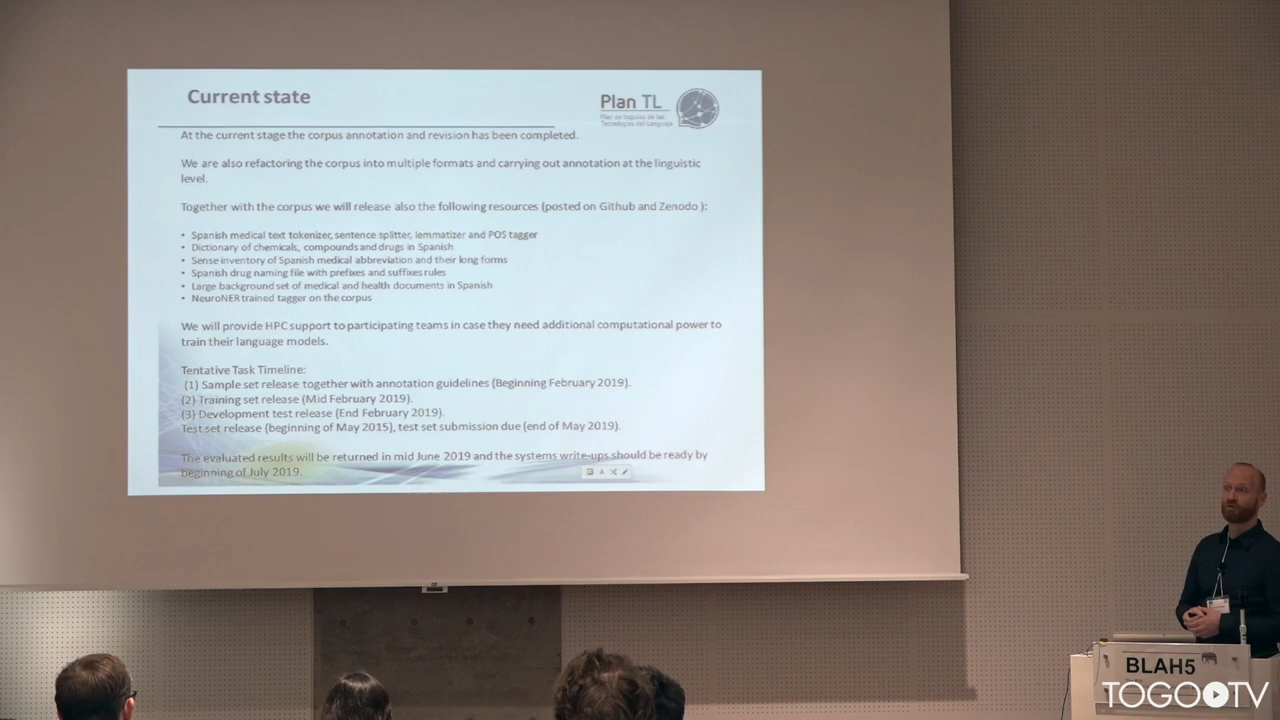 Current state
Plan TL
Plan de Impulso de las
Tecnologías del Lenguaje
At the current stage the corpus annotation and revision has been completed.
We are also refactoring the corpus into multiple formats and carrying out annotation at the linguistic
level.
Together with the corpus we will release also the following resources (posted on Github and Zenodo ):
• Spanish medical text tokenizer, sentence splitter, lemmatizer and POS tagger
• Dictionary of chemicals, compounds and drugs in Spanish
• Sense inventory of Spanish medical abbreviation and their long forms
• Spanish drug naming file with prefixes and suffixes rules
• Large background set of medical and health documents in Spanish
• NeuroNER trained tagger on the corpus
We will provide HPC support to participating teams in case they need additional computational power to
train their language models.
Tentative Task Timeline:
(1) Sample set release together with annotation guidelines (Beginning February 2019).
(2) Training set release (Mid February 2019).
(3) Development test release (End February 2019).
Test set release (beginning of May 2015), test set submission due (end of May 2019).
The evaluated results will be returned in mid June 2019 and the systems write-ups should be ready by
beginning of July 2019.
BLAH5
TOGOTV